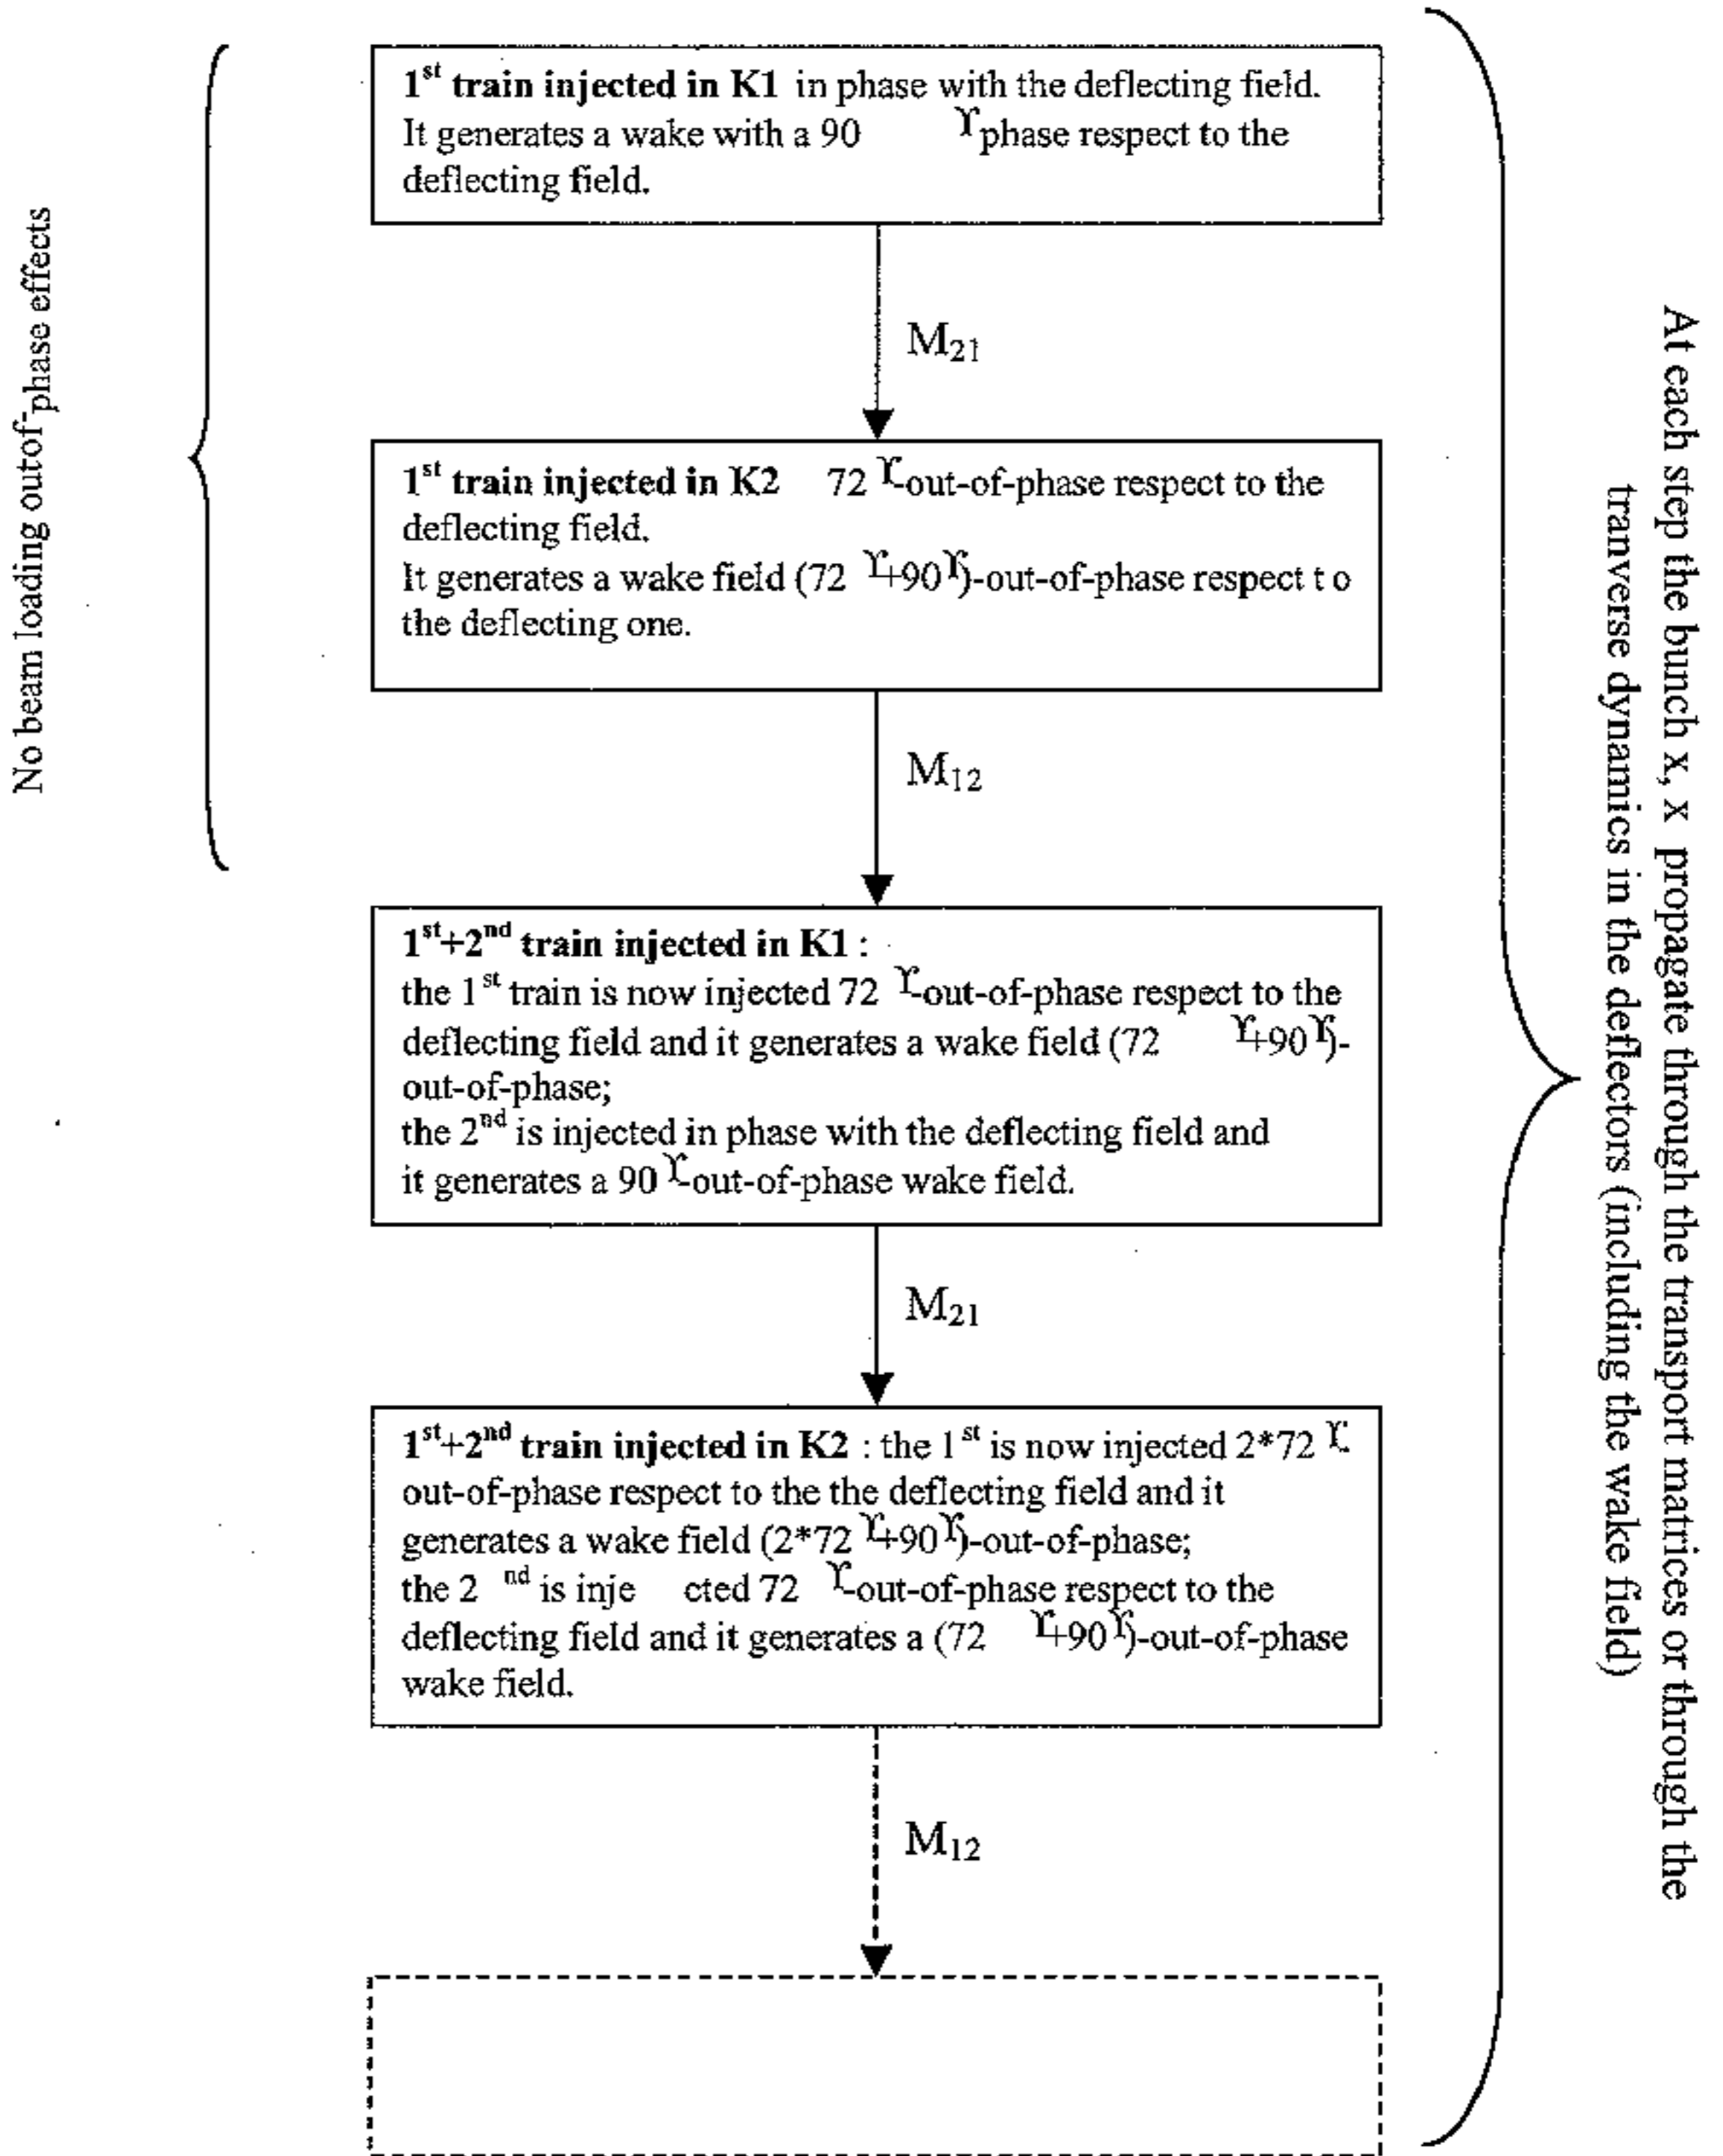 No beam loading outof-phase effects
1st train injected in K1 in phase with the deflecting field.
It generates a wake with a 90 ϒ phase respect to the
deflecting field.
M21
1st train injected in K2 72 ϒ-out-of-phase respect to the
deflecting field.
It generates a wake field (72 ϒ+90ϒ)-out-of-phase respect t o
the deflecting one.
M12
1st+2nd train injected in K1 :
the 1st train is now injected 72 ϒ-out-of-phase respect to the
deflecting field and it generates a wake field (72 ϒ+90ϒ)-
out-of-phase;
the 2nd is injected in phase with the deflecting field and
it generates a 90 ϒ-out-of-phase wake field.
M21
1st+2nd train injected in K2 : the 1st is now injected 2*72 ϒ-
out-of-phase respect to the the deflecting field and it
generates a wake field (2*72 ϒ+90ϒ)-out-of-phase;
the 2 nd is inje cted 72 ϒ-out-of-phase respect to the
deflecting field and it generates a (72 ϒ+90ϒ)-out-of-phase
wake field.
M12
At each step the bunch x, x propagate through the transport matrices or through the
tranverse dynamics in the deflectors (including the wake field)